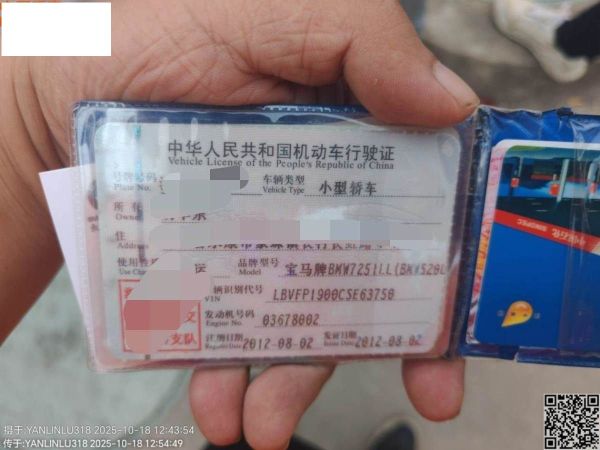 中华人民共和国机动车行驶证
Vehicle License of the People's Republic of China
号牌号码
Plate No.
车辆类型 小型轿车
Vehicle Type
所有
Owner
住
Address
使用性质
Use Cha
品牌型号 宝马牌BMW7251LL(BMW520L
Model
辆识别代号 LBVFP1900CSE63750
VIN
发动机号码 03678002
Engine No.
注册日期 2012-08-02 发证日期 2012-08-02
Register Date Issue Date
支队
SINOPEC
摄于:YANLINLU318 2025-10-18 12:43:54
传于:YANLINLU318 2025-10-18 12:54:49